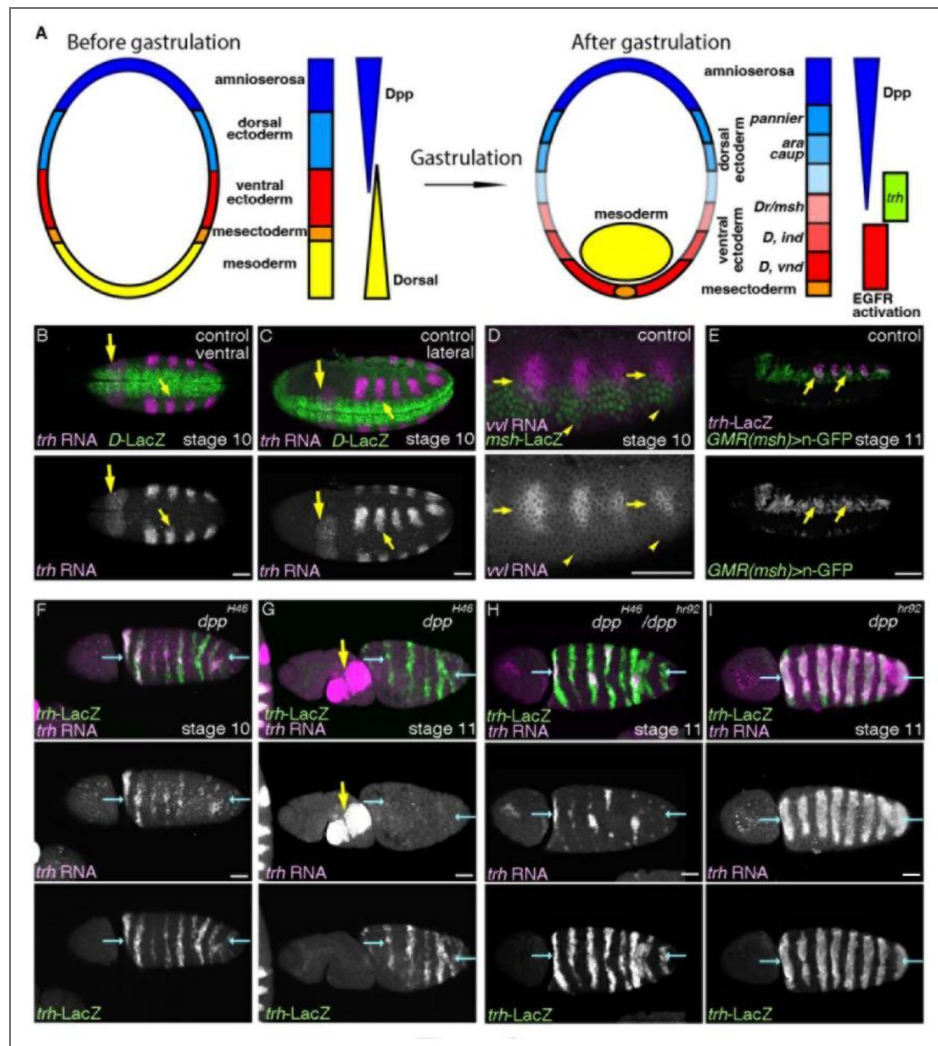 A
Before gastrulation
After gastrulation
amnioserosa
Dpp
dorsal
ectoderm
ventral
ectoderm
mesectoderm
mesoderm
Dorsal
Gastrulation
mesoderm
amnioserosa
Dpp
dorsal
ectoderm
pannier
ara
caup
trh
ventral
ectoderm
Dr/msh
D, ind
D, vnd
mesectoderm
EGFR
activation
B
control
ventral
trh RNA
D-LacZ
stage 10
trh RNA
C
control
lateral
trh RNA
D-LacZ
stage 10
trh RNA
D
control
vvl RNA
msh-LacZ
stage 10
vvl RNA
E
control
trh-LacZ
GMR(msh)>n-GFP
stage 11
GMR(msh)>n-GFP
F
dpp H46
trh-LacZ
trh RNA
stage 10
trh RNA
trh-LacZ
G
dpp H46
trh-LacZ
trh RNA
stage 11
trh RNA
trh-LacZ
H
dpp H46/dpp hr92
trh-LacZ
trh RNA
stage 11
trh RNA
trh-LacZ
I
dpp hr92
trh-LacZ
trh RNA
stage 11
trh RNA
trh-LacZ